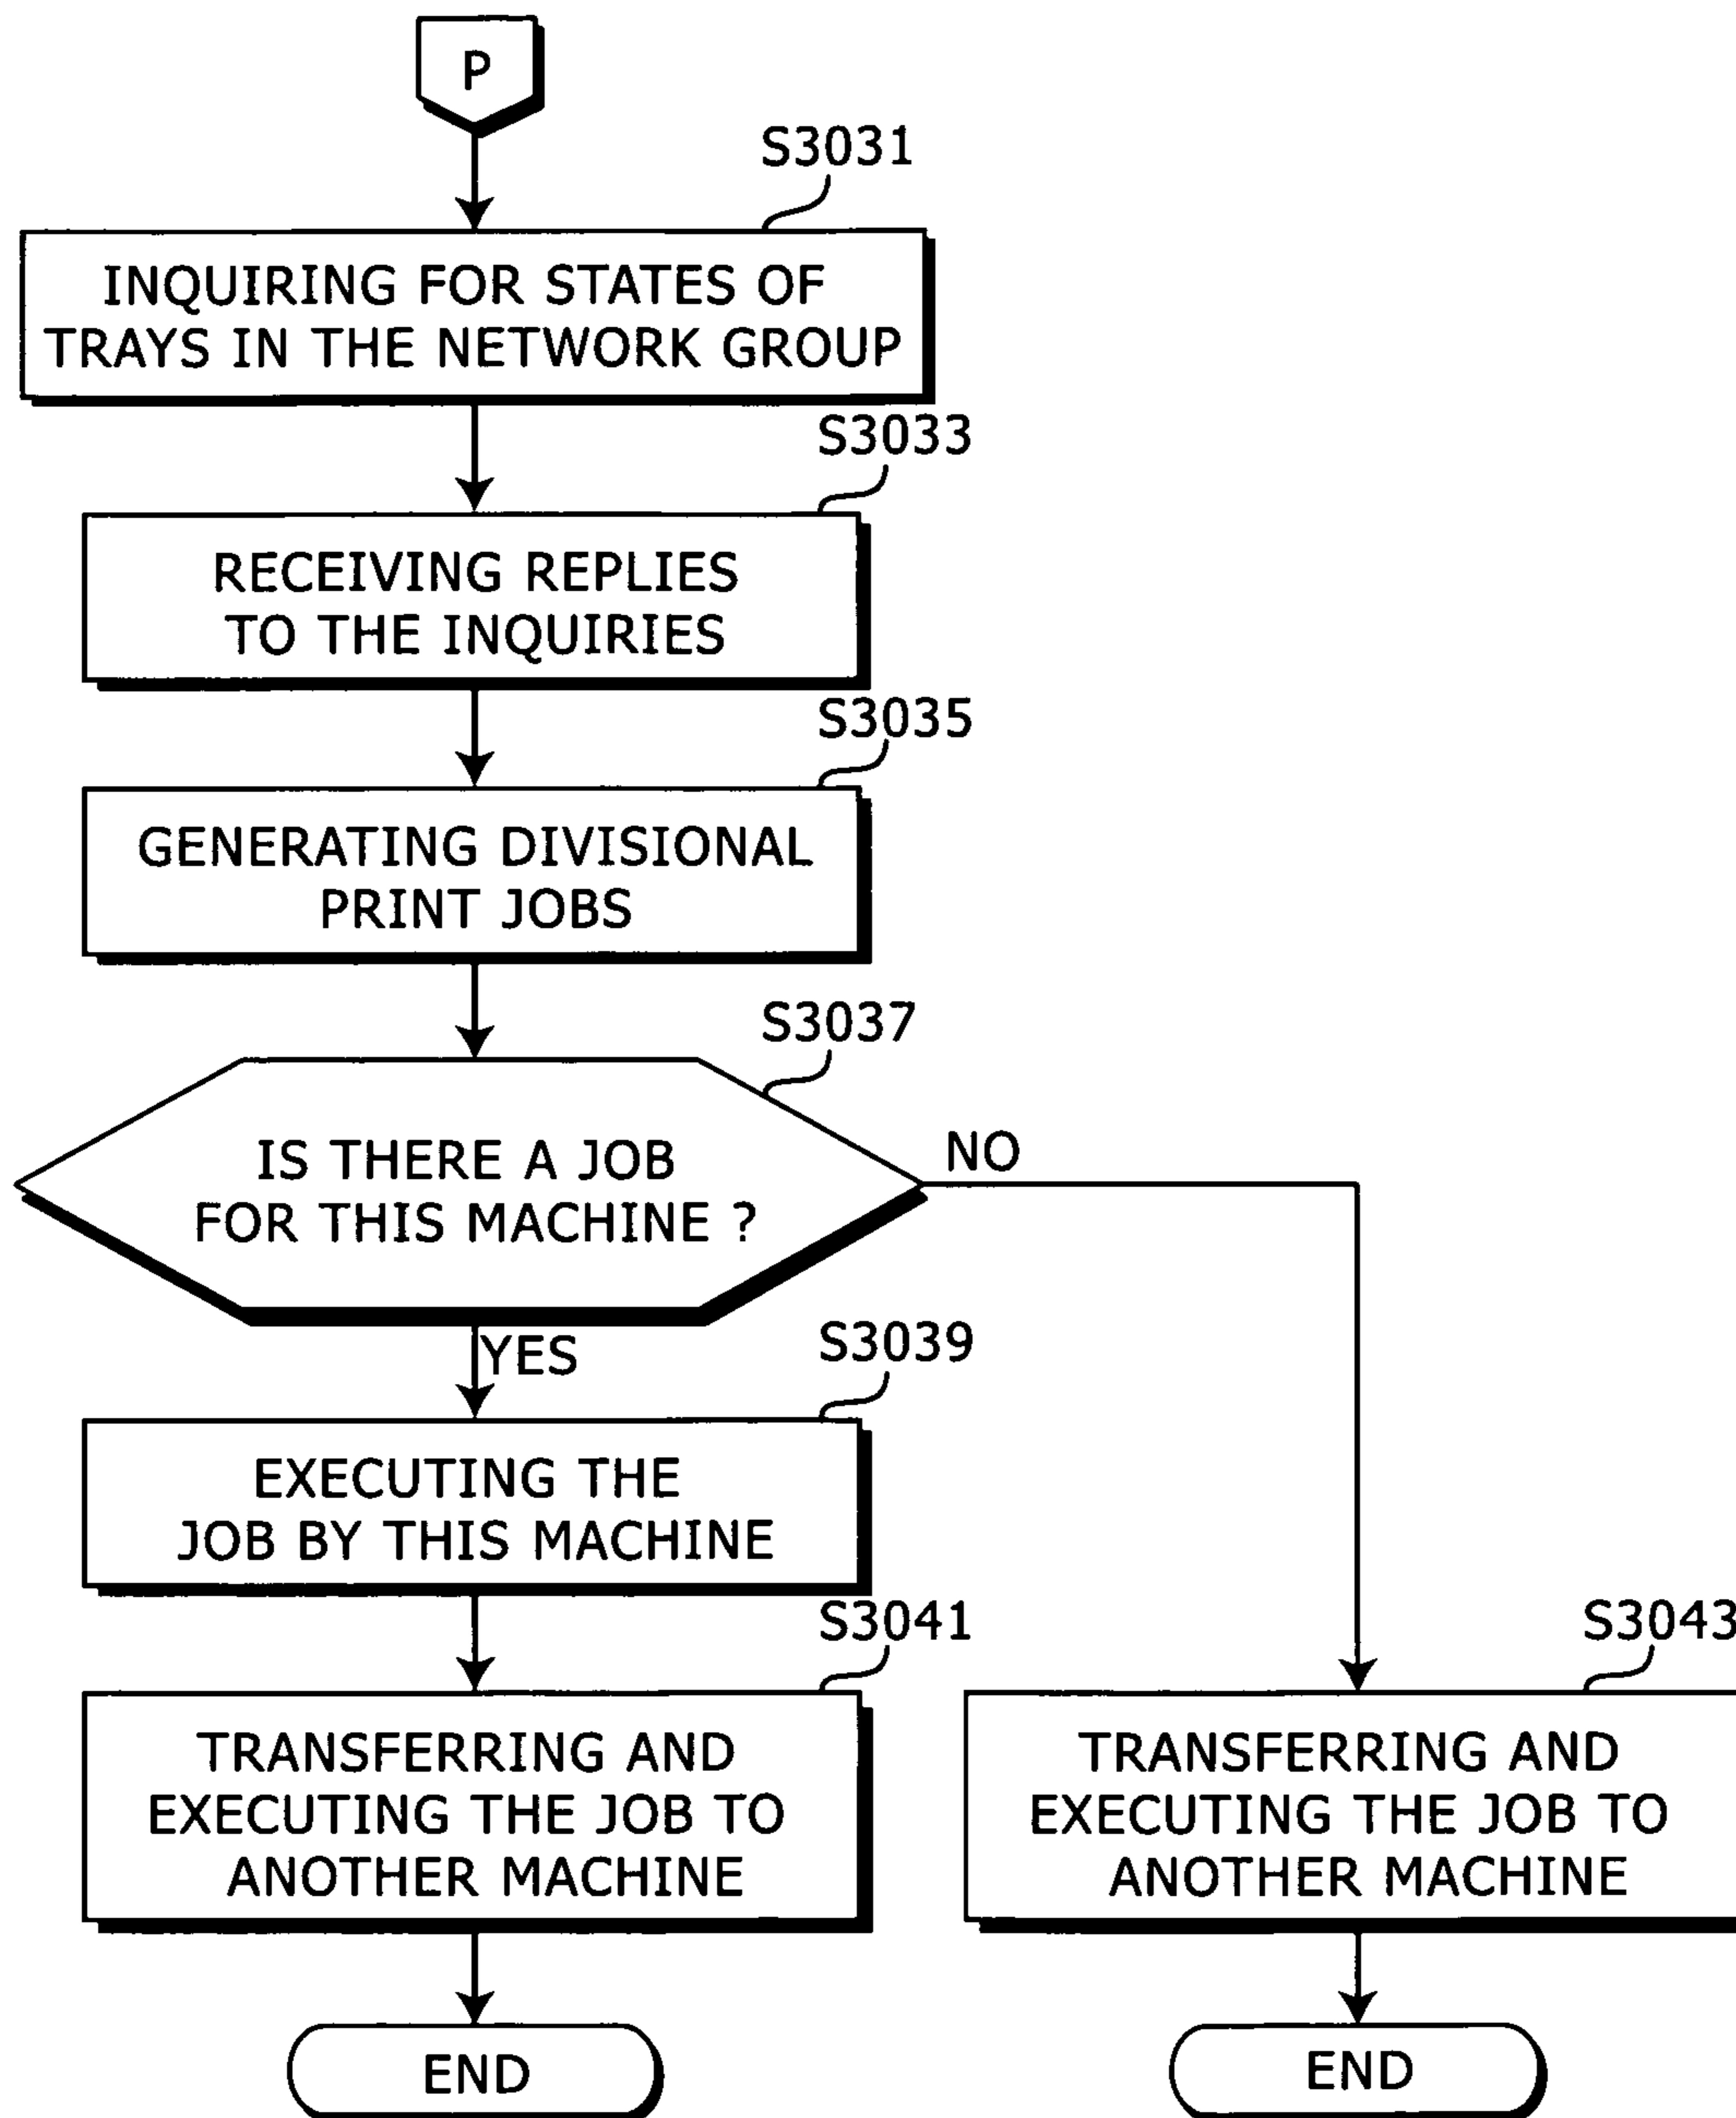 P
S3031
INQUIRING FOR STATES OF
TRAYS IN THE NETWORK GROUP
S3033
RECEIVING REPLIES
TO THE INQUIRIES
S3035
GENERATING DIVISIONAL
PRINT JOBS
S3037
IS THERE A JOB
FOR THIS MACHINE ?
NO
YES
S3039
EXECUTING THE
JOB BY THIS MACHINE
S3041
TRANSFERRING AND
EXECUTING THE JOB TO
ANOTHER MACHINE
END
S3043
TRANSFERRING AND
EXECUTING THE JOB TO
ANOTHER MACHINE
END